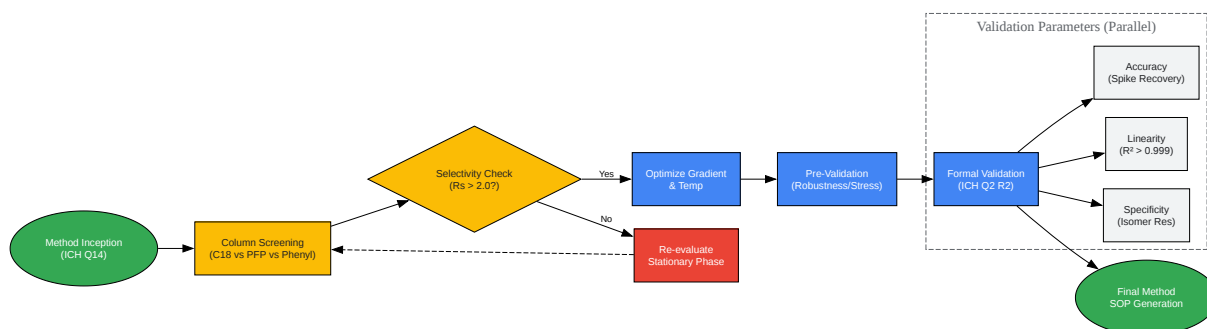 Validation Parameters (Parallel)
Accuracy
(Spike Recovery)
Linearity
(R² > 0.999)
Selectivity Check
(Rs > 2.0?)
Yes
Optimize Gradient
& Temp
Pre-Validation
(Robustness/Stress)
Formal Validation
(ICH Q2 R2)
Specificity
(Isomer Res)
No
Method Inception
(ICH Q14)
Column Screening
(C18 vs PFP vs Phenyl)
Re-evaluate
Stationary Phase
Final Method
SOP Generation